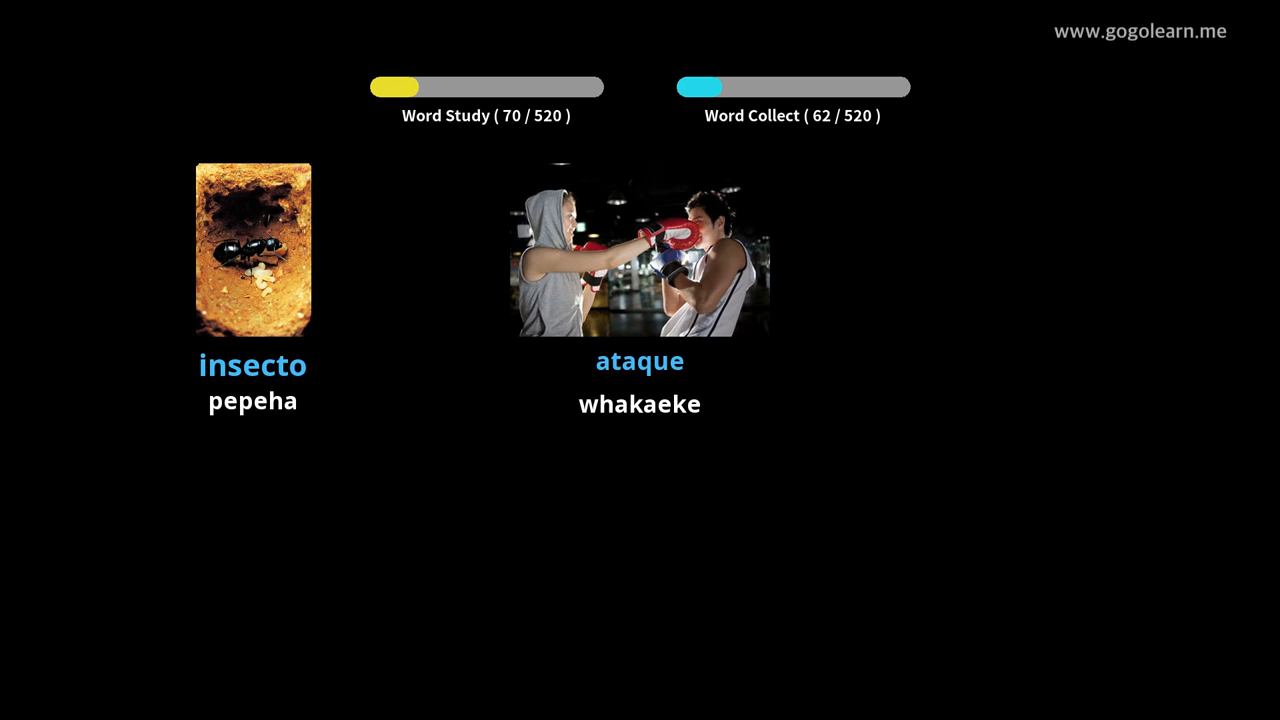 www.gogolearn.me
Word Study ( 70 / 520 )
Word Collect ( 62 / 520 )
insecto
pepeha
ataque
whakaeke